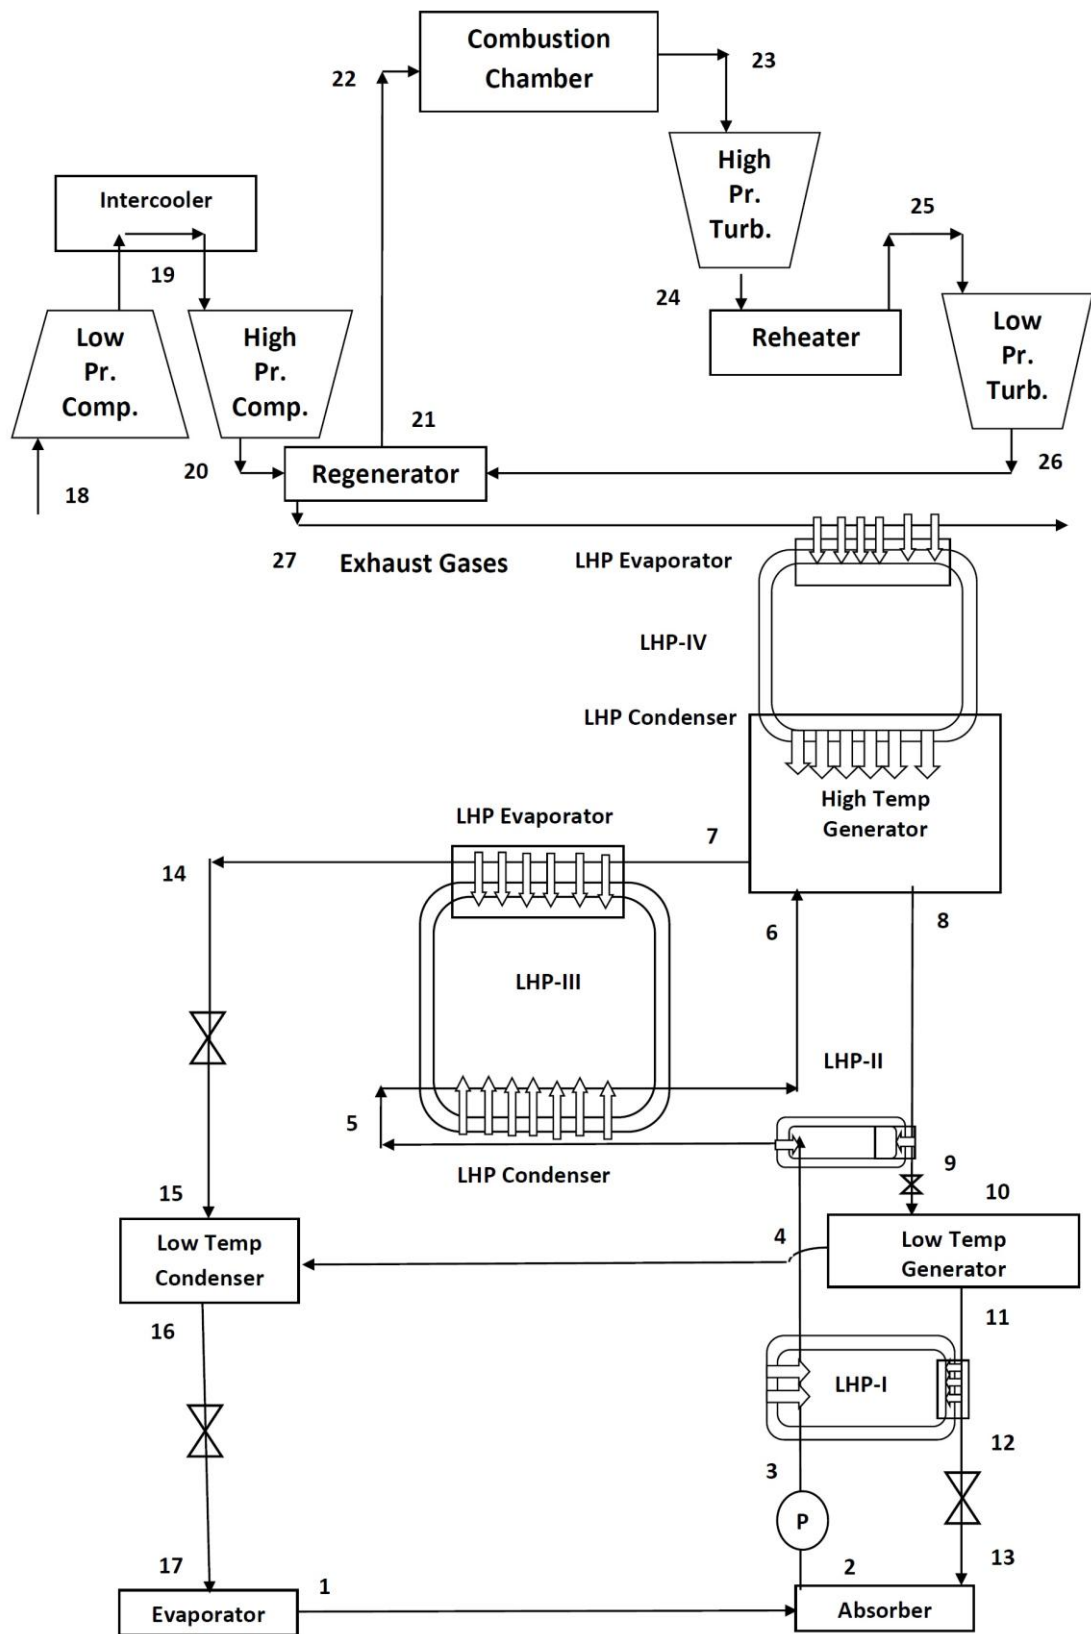 Combustion
Chamber
22
23
High
Pr.
Turb.
Intercooler
25
19
24
Reheater
Low
Pr.
Turb.
Low
Pr.
Comp.
High
Pr.
Comp.
21
20
Regenerator
26
18
27
Exhaust Gases
LHP Evaporator
LHP-IV
LHP Condenser
High Temp
Generator
LHP Evaporator
7
14
6
8
LHP-III
LHP-II
5
LHP Condenser
9
15
10
4
Low Temp
Condenser
Low Temp
Generator
16
11
LHP-I
12
3
P
13
17
1
2
Evaporator
Absorber